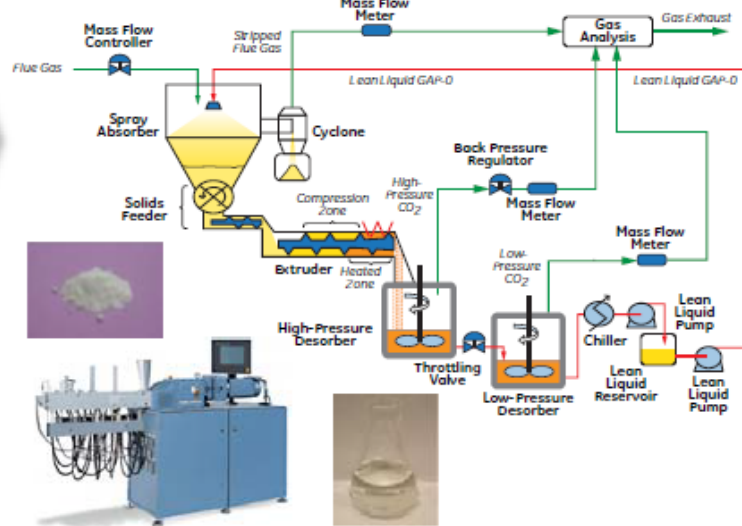 Mass Flow
Meter
Mass Flow
Controller
Stripped
Flue Gas
Gas
Analysis
Gas Exhaust
Flue Gas
Lean Liquid GAP-0
Lean Liquid GAP-0
Spray
Absorber
Cyclone
Back Pressure
Regulator
Solids
Feeder
Compression
Zone
High-
Pressure
CO2
Mass Flow
Meter
Mass Flow
Meter
Extruder
Heated
Zone
Low-
Pressure
CO2
High-Pressure
Desorber
Throttling
Valve
Low-Pressure
Desorber
Chiller
Lean
Liquid
Pump
Lean
Liquid
Reservoir
Lean
Liquid
Pump